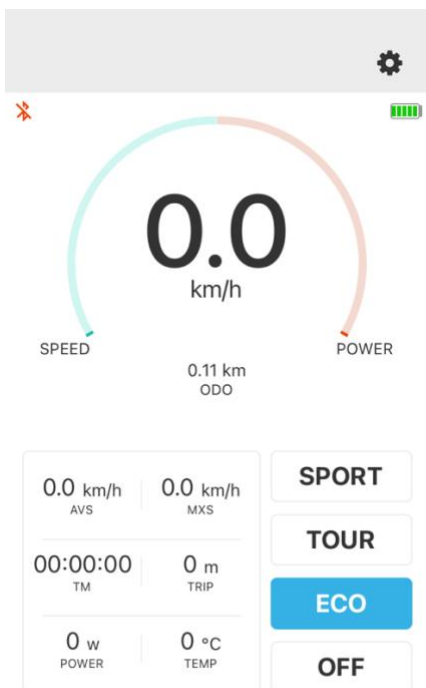 0.0
km/h
SPEED
POWER
0.11 km
ODO
0.0 km/h
AVS
0.0 km/h
MXS
00:00:00
TM
0 m
TRIP
0 w
POWER
0 °C
TEMP
SPORT
TOUR
ECO
OFF